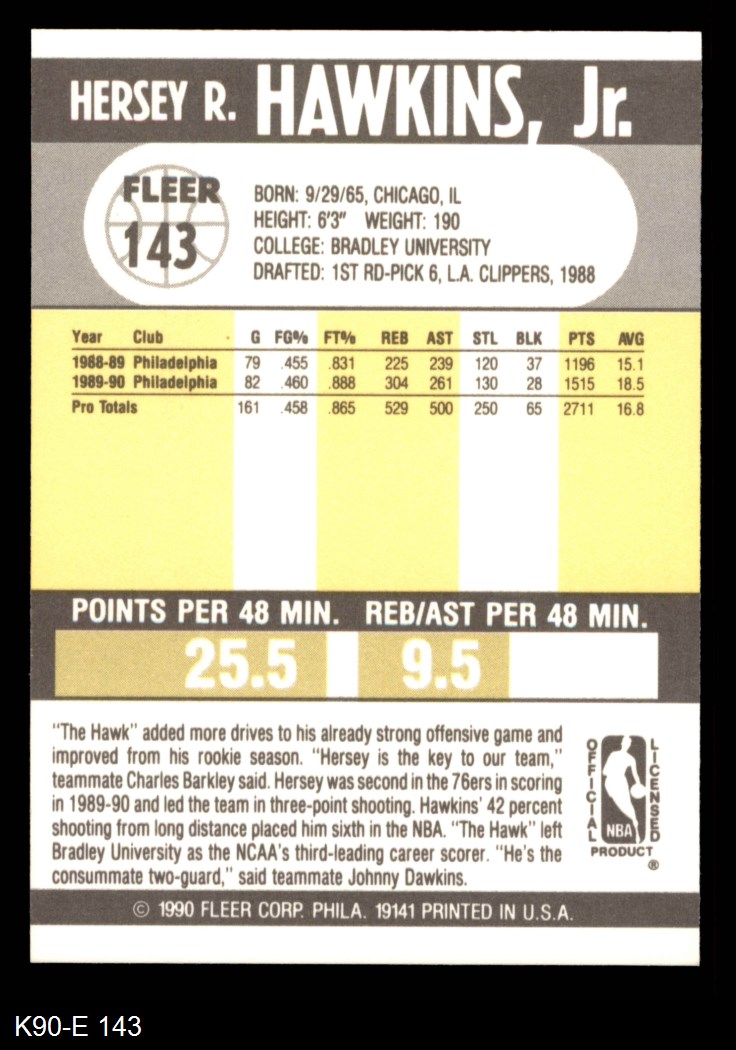 HERSEY R. HAWKINS, Jr.
FLEER
143
BORN: 9/29/65, CHICAGO, IL
HEIGHT: 6'3" WEIGHT: 190
COLLEGE: BRADLEY UNIVERSITY
DRAFTED: 1ST RD-PICK 6, L.A. CLIPPERS, 1988
Year Club G FG% FT% REB AST STL BLK PTS AVG
1988-89 Philadelphia 79 .455 .831 225 239 120 37 1196 15.1
1989-90 Philadelphia 82 .460 .888 304 261 130 28 1515 18.5
Pro Totals 161 .458 .865 529 500 250 65 2711 16.8
POINTS PER 48 MIN. REB/AST PER 48 MIN.
25.5 9.5
"The Hawk" added more drives to his already strong offensive game and
improved from his rookie season. "Hersey is the key to our team,"
teammate Charles Barkley said. Hersey was second in the 76ers in scoring
in 1989-90 and led the team in three-point shooting. Hawkins' 42 percent
shooting from long distance placed him sixth in the NBA. "The Hawk" left
Bradley University as the NCAA's third-leading career scorer. "He's the
consummate two-guard," said teammate Johnny Dawkins.
OFFICIAL
LICENSED
NBA
PRODUCT
®
© 1990 FLEER CORP. PHILA. 19141 PRINTED IN U.S.A.
K90-E 143